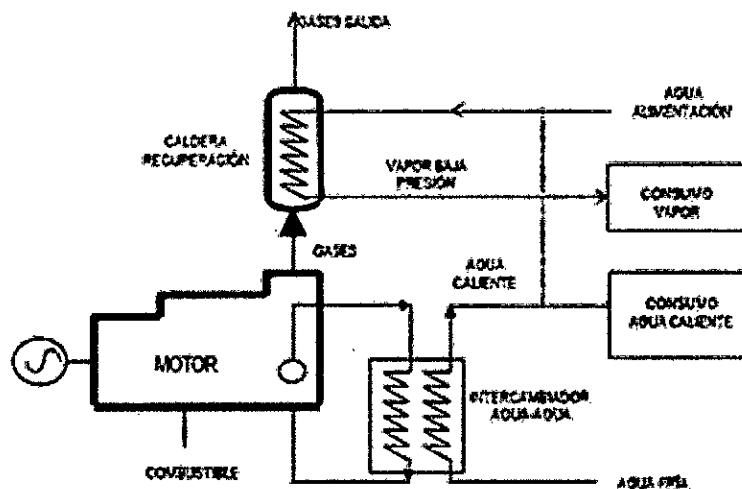 GASES SALIDA
AGUA
ALIMENTACIÓN
CALDERA
RECUPERACIÓN
VAPOR BAJA
PRESIÓN
CONSUMO
VAPOR
GASES
AGUA
CALIENTE
CONSUMO
AGUA CALIENTE
MOTOR
INTERCAMBIADOR
AGUA-AGUA
COMBUSTIBLE
AGUA FRÍA